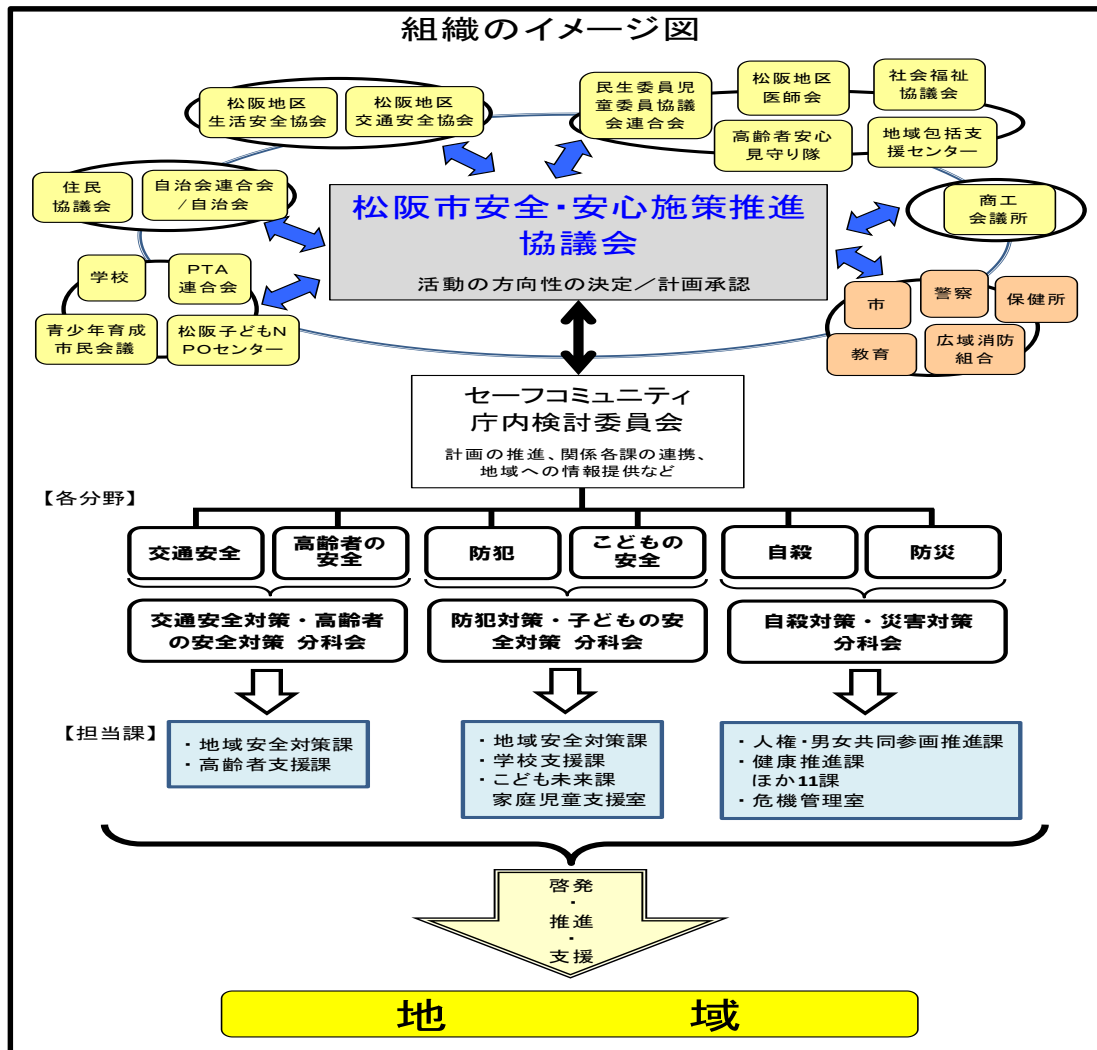 組織のイメージ図
松阪地区
生活安全協会
松阪地区
交通安全協会
民生委員児
童委員協議
会連合会
松阪地区
医師会
社会福祉
協議会
高齢者安心
見守り隊
地域包括支
援センター
住民
協議会
自治会連合会
/自治会
商工
会議所
学校
PTA
連合会
青少年育成
市民会議
松阪子どもN
POセンター
松阪市安全・安心施策推進
協議会
活動の方向性の決定／計画承認
市
警察
保健所
教育
広域消防
組合
セーフコミュニティ
庁内検討委員会
計画の推進、関係各課の連携、
地域への情報提供など
【各分野】
交通安全
高齢者の
安全
防犯
こどもの
安全
自殺
防災
交通安全対策・高齢者
の安全対策 分科会
防犯対策・子どもの安
全対策 分科会
自殺対策・災害対策
分科会
【担当課】
・地域安全対策課
・高齢者支援課
・地域安全対策課
・学校支援課
・こども未来課
家庭児童支援室
・人権・男女共同参画推進課
・健康推進課
ほか11課
・危機管理室
啓発
・
推進
・
支援
地 域